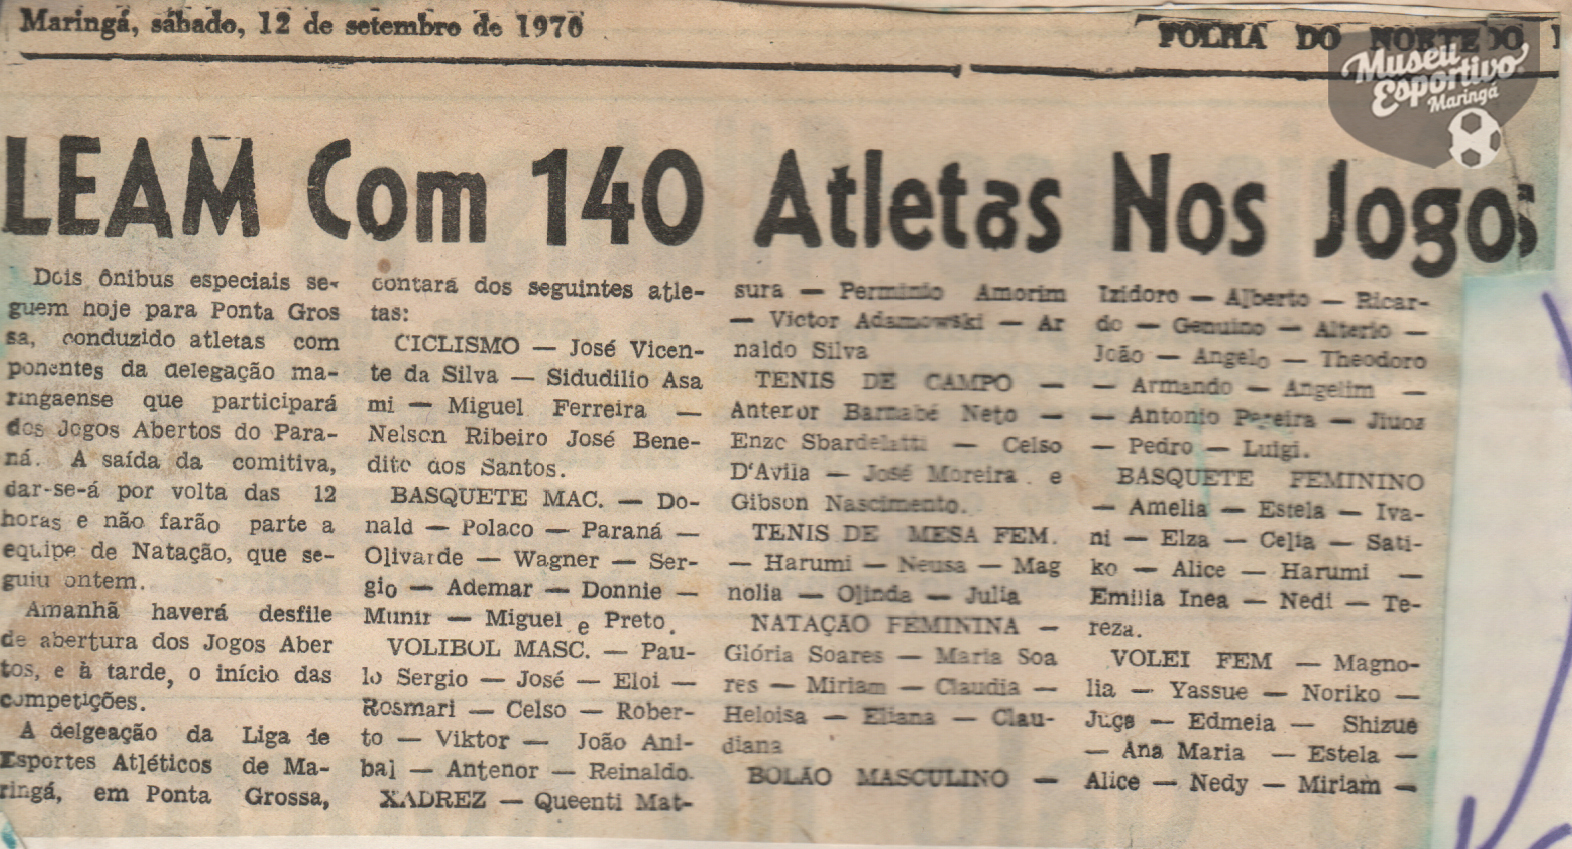 Maringá, sábado, 12 de setembro de 1970
FOLHA DO NORTE DO
Museu
Esportivo
Maringá
LEAM Com 140 Atletas Nos Jogos
Dois ônibus especiais se-
guem hoje para Ponta Gros
sa, conduzido atletas com
ponentes da delegação ma-
ringaense que participará
dos Jogos Abertos do Para-
ná. A saída da comitiva,
dar-se-á por volta das 12
horas e não farão parte a
equipe de Natação, que se-
guiu ontem.
Amanhã haverá desfile
de abertura dos Jogos Aber
tos, e à tarde, o início das
competições.
A delgeação da Liga de
Esportes Atléticos de Ma-
ringá, em Ponta Grossa,
contará dos seguintes atle-
tas:
CICLISMO — José Vicen-
te da Silva — Sidudilio Asa
mi — Miguel Ferreira —
Nelson Ribeiro José Bene-
dito dos Santos.
BASQUETE MAC. — Do-
nald — Polaco — Paraná —
Olivarde — Wagner — Ser-
gio — Ademar — Donnie —
Munir — Miguel e Preto.
VOLIBOL MASC. — Pau-
lo Sergio — José — Eloi —
Rosmari — Celso — Rober-
to — Viktor — João Ani-
bal — Antenor — Reinaldo.
XADREZ — Queenti Mat-
sura — Perminio Amorim
— Victor Adamowski — Ar
naldo Silva
TENIS DE CAMPO —
Antenor Barnabé Neto —
Enzo Sbardelatti — Celso
D'Avila — José Moreira e
Gibson Nascimento.
TENIS DE MESA FEM.
— Harumi — Neusa — Mag
nolia — Olinda — Julia
NATAÇÃO FEMININA —
Glória Soares — Maria Soa
res — Miriam — Claudia —
Heloisa — Eliana — Clau-
diana
BOLÃO MASCULINO —
Izidoro — Alberto — Ricar-
do — Genuino — Alterio —
João — Angelo — Theodoro
— Armando — Angelim —
— Antonio Pereira —
— Pedro — Luigi.
BASQUETE FEMININO
— Amelia — Estela — Iva-
ni — Elza — Celia — Sati-
ko — Alice — Harumi —
Emilia Inea — Nedi — Te-
reza.
VOLEI FEM — Magno-
lia — Yassue — Noriko —
Juça — Edmeia — Shizue
— Ana Maria — Estela —
Alice — Nedy — Miriam —